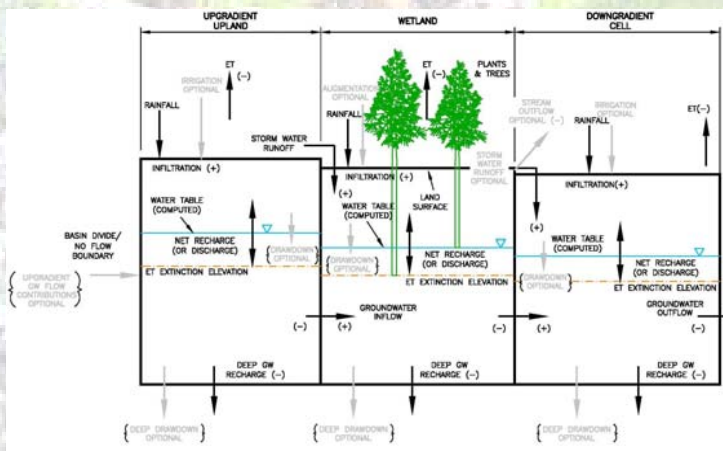 UPGRADIENT
UPLAND
WETLAND
DOWNGRADIENT
CELL
ET
(-)
IRRIGATION
OPTIONAL
RAINFALL
STORM WATER
RUNOFF
INFILTRATION (+)
WATER TABLE
(COMPUTED)
NET RECHARGE
(OR DISCHARGE)
DRAWDOWN
OPTIONAL
BASIN DIVIDE/
NO FLOW
BOUNDARY
UPGRADIENT
GW FLOW
CONTRIBUTIONS
OPTIONAL
ET EXTINCTION ELEVATION
(-)
DEEP GW
RECHARGE (-)
DEEP DRAWDOWN
OPTIONAL
ET
(-)
PLANTS
& TREES
AUGMENTATION
OPTIONAL
RAINFALL
INFILTRATION (+)
(+)
LAND
SURFACE
WATER TABLE
(COMPUTED)
STORM
WATER
RUNOFF
OPTIONAL
NET RECHARGE
(OR DISCHARGE)
DRAWDOWN
OPTIONAL
ET EXTINCTION ELEVATION
GROUNDWATER
INFLOW
(+)
(-)
DEEP GW
RECHARGE (-)
DRAWDOWN
OPTIONAL
STREAM
OUTFLOW
OPTIONAL (-)
IRRIGATION
OPTIONAL
RAINFALL
ET(-)
INFILTRATION(+)
(+)
WATER TABLE
(COMPUTED)
NET RECHARGE
(OR DISCHARGE)
DRAWDOWN
OPTIONAL
ET EXTINCTION ELEVATION
GROUNDWATER
OUTFLOW
(+)
(-)
DEEP GW
RECHARGE (-)
DEEP DRAWDOWN
OPTIONAL